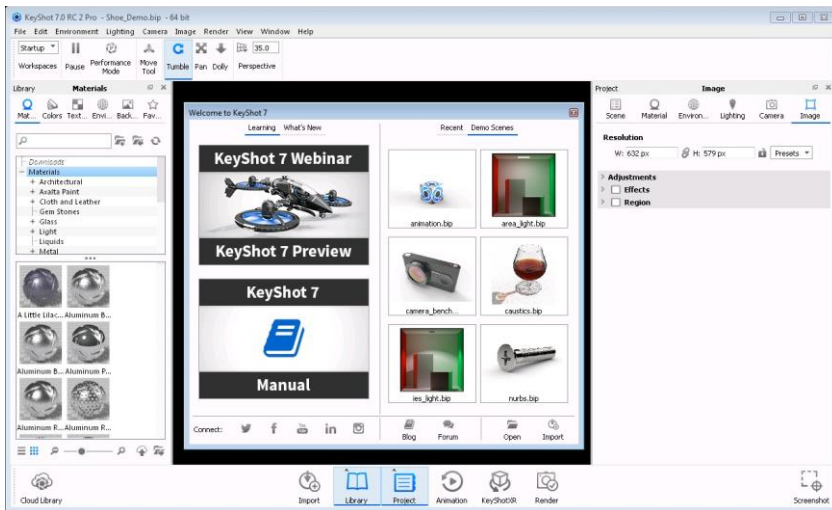 KeyShot 7.0 RC 2 Pro - Shoe_Demo.bip - 64 bit
File Edit Environment Lighting Camera Image Render View Window Help
Startup 35.0
Workspaces Pause Performance Mode Move Tool Tumble Pan Dolly Perspective
Library Materials
Mat... Colors Text... Envi... Back... Fav...
Downloads
Materials
Architectural
Axalta Paint
Cloth and Leather
Gem Stones
Glass
Light
Liquids
Metal
A Little Lilac... Aluminum B...
Aluminum B... Aluminum P...
Aluminum R... Aluminum R...
Welcome to KeyShot 7
Learning What's New
KeyShot 7 Webinar
KeyShot 7 Preview
KeyShot 7
Manual
Recent Demo Scenes
animation.bip area_light.bip
camera_bench... caustics.bip
ies_light.bip nurbs.bip
Connect: f You in
Blog Forum Open Import
Project Image
Scene Material Environ... Lighting Camera Image
Resolution
W: 632 px H: 579 px Presets
Adjustments
Effects
Region
Cloud Library Import Library Project Animation KeyShotXR Render Screenshot